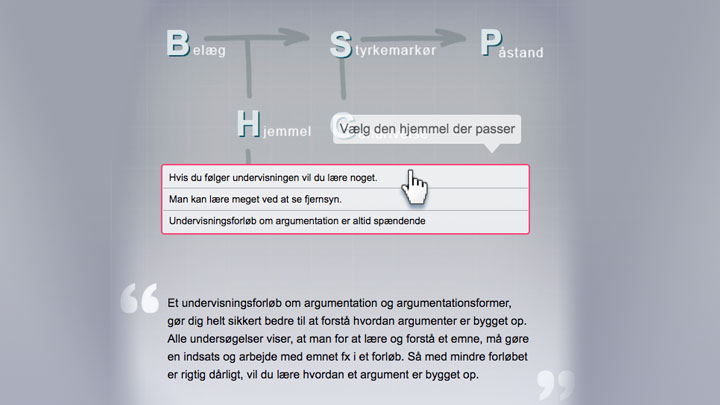 Belæg Styrkemarkør Påstand
Hjemmel
Vælg den hjemmel der passer
Hvis du følger undervisningen vil du lære noget.
Man kan lære meget ved at se fjernsyn.
Undervisningsforløb om argumentation er altid spændende
Et undervisningsforløb om argumentation og argumentationsformer,
gør dig helt sikkert bedre til at forstå hvordan argumenter er bygget op.
Alle undersøgelser viser, at man for at lære og forstå et emne, må gøre
en indsats og arbejde med emnet fx i et forløb. Så med mindre forløbet
er rigtig dårligt, vil du lære hvordan et argument er bygget op.